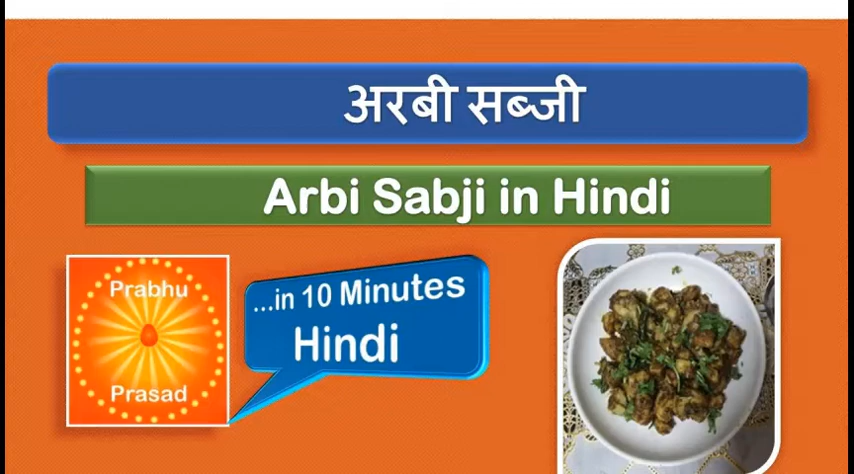 अरबी सब्जी
Arbi Sabji in Hindi
Prabhu
Prasad
...in 10 Minutes
Hindi